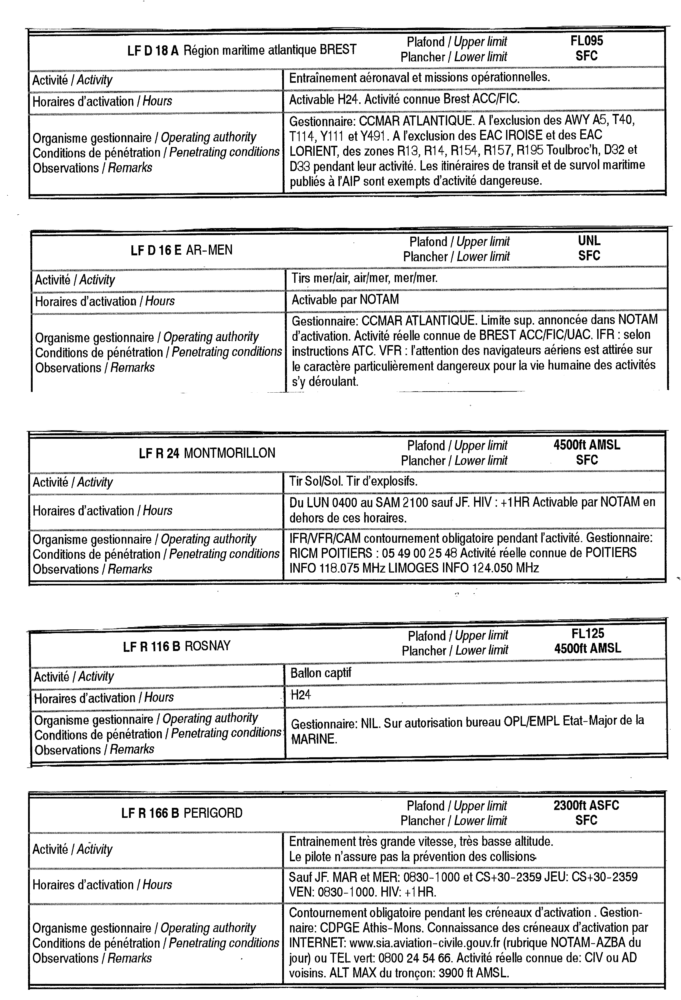 LF D 18 A Région maritime atlantique BREST
Plafond / Upper limit FL095
Plancher / Lower limit SFC
Activité / Activity
Entraînement aéronaval et missions opérationnelles.
Horaires d'activation / Hours
Activable H24. Activité connue Brest ACC/FIC.
Organisme gestionnaire / Operating authority
Conditions de pénétration / Penetrating conditions
Observations / Remarks
Gestionnaire: CCMAR ATLANTIQUE. A l'exclusion des AWY A5, T40,
T114, Y111 et Y491. A l'exclusion des EAC IROISE et des EAC
LORIENT, des zones R13, R14, R154, R157, R195 Toulbroc'h, D32 et
D33 pendant leur activité. Les itinéraires de transit et de survol maritime
publiés à l'AIP sont exempts d'activité dangereuse.
LF D 16 E AR-MEN
Plafond / Upper limit UNL
Plancher / Lower limit SFC
Activité / Activity
Tirs mer/air, air/mer, mer/mer.
Horaires d'activation / Hours
Activable par NOTAM
Organisme gestionnaire / Operating authority
Conditions de pénétration / Penetrating conditions
Observations / Remarks
Gestionnaire: CCMAR ATLANTIQUE. Limite sup. annoncée dans NOTAM
d'activation. Activité réelle connue de BREST ACC/FIC/UAC. IFR : selon
instructions ATC. VFR : l'attention des navigateurs aériens est attirée sur
le caractère particulièrement dangereux pour la vie humaine des activités
s'y déroulant.
LF R 24 MONTMORILLON
Plafond / Upper limit 4500ft AMSL
Plancher / Lower limit SFC
Activité / Activity
Tir Sol/Sol. Tir d'explosifs.
Horaires d'activation / Hours
Du LUN 0400 au SAM 2100 sauf JF. HIV : +1HR Activable par NOTAM en
dehors de ces horaires.
Organisme gestionnaire / Operating authority
Conditions de pénétration / Penetrating conditions
Observations / Remarks
IFR/VFR/CAM contournement obligatoire pendant l'activité. Gestionnaire:
RICM POITIERS : 05 49 00 25 48 Activité réelle connue de POITIERS
INFO 118.075 MHz LIMOGES INFO 124.050 MHz
LF R 116 B ROSNAY
Plafond / Upper limit FL125
Plancher / Lower limit 4500ft AMSL
Activité / Activity
Ballon captif
Horaires d'activation / Hours
H24
Organisme gestionnaire / Operating authority
Conditions de pénétration / Penetrating conditions
Observations / Remarks
Gestionnaire: NIL. Sur autorisation bureau OPL/EMPL Etat-Major de la
MARINE.
LF R 166 B PERIGORD
Plafond / Upper limit 2300ft ASFC
Plancher / Lower limit SFC
Activité / Activity
Entrainement très grande vitesse, très basse altitude.
Le pilote n'assure pas la prévention des collisions.
Horaires d'activation / Hours
Sauf JF. MAR et MER: 0830-1000 et CS+30-2359 JEU: CS+30-2359
VEN: 0830-1000. HIV: +1HR.
Organisme gestionnaire / Operating authority
Conditions de pénétration / Penetrating conditions
Observations / Remarks
Contournement obligatoire pendant les créneaux d'activation . Gestion-
naire: CDPGE Athis-Mons. Connaissance des créneaux d'activation par
INTERNET: www.sia.aviation-civile.gouv.fr (rubrique NOTAM-AZBA du
jour) ou TEL vert: 0800 24 54 66. Activité réelle connue de: CIV ou AD
voisins. ALT MAX du tronçon: 3900 ft AMSL.